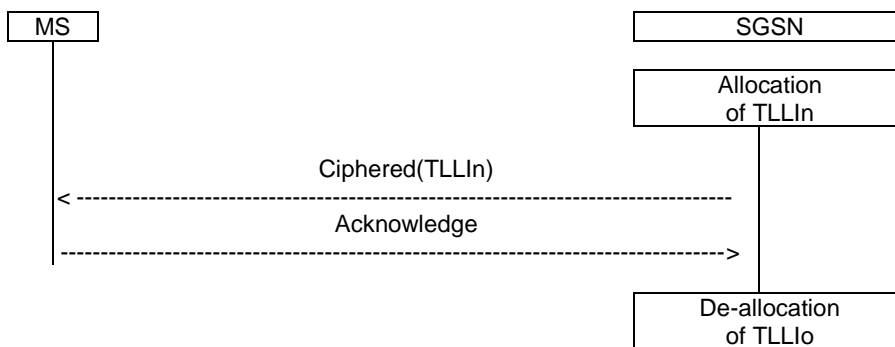 MS
SGSN
Allocation
of TLLIn
Ciphered(TLLIn)
Acknowledge
De-allocation
of TLLIo